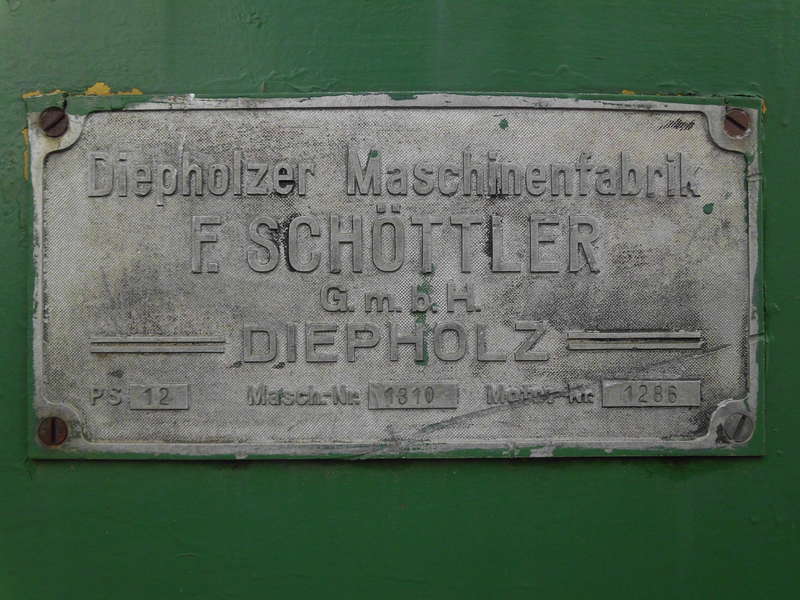 Diepholzer Maschinenfabrik
F. SCHÖTTLER
G.m.b.H.
DIEPHOLZ
PS 12 Masch.-Nr. 1810 Motor-Nr. 1286